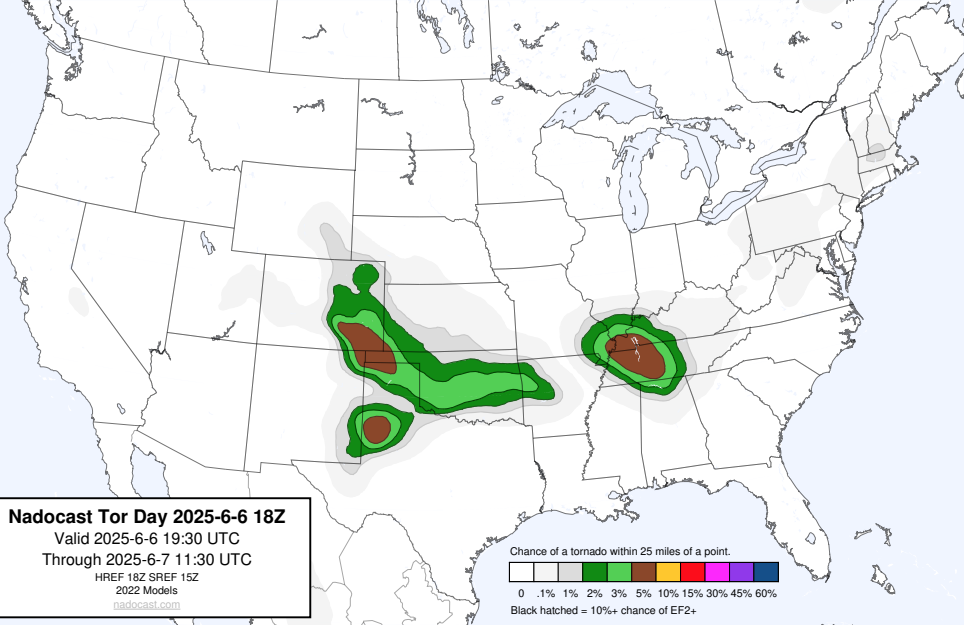 Nadocast Tor Day 2025-6-6 18Z
Valid 2025-6-6 19:30 UTC
Through 2025-6-7 11:30 UTC
HREF 18Z SREF 15Z
2022 Models
nadocast.com
Chance of a tornado within 25 miles of a point.
0 .1% 1% 2% 3% 5% 10% 15% 30% 45% 60%
Black hatched = 10%+ chance of EF2+